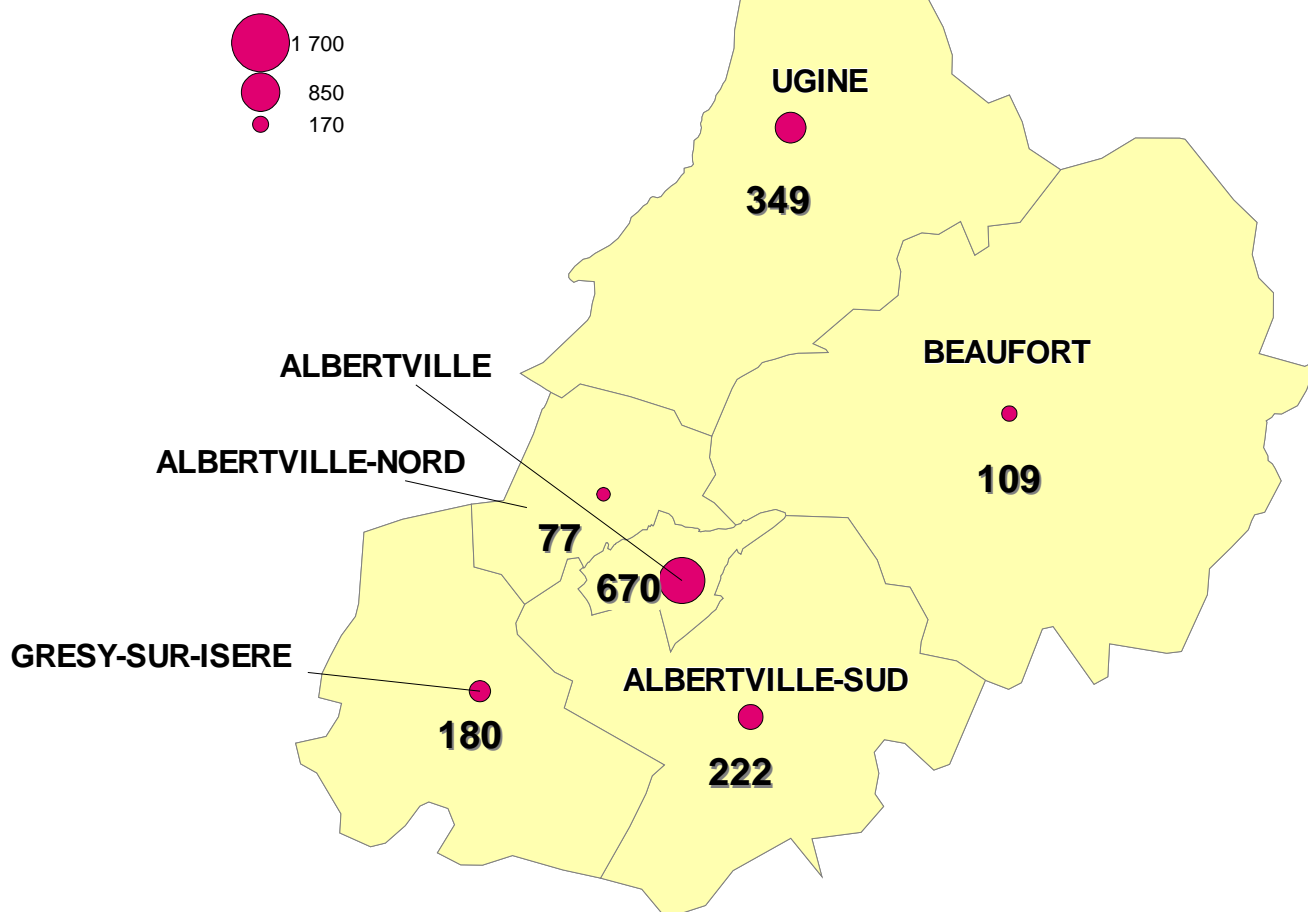 1 700
850
170
UGINE
349
BEAUFORT
109
ALBERTVILLE
ALBERTVILLE-NORD
77
670
GRESY-SUR-ISERE
180
ALBERTVILLE-SUD
222